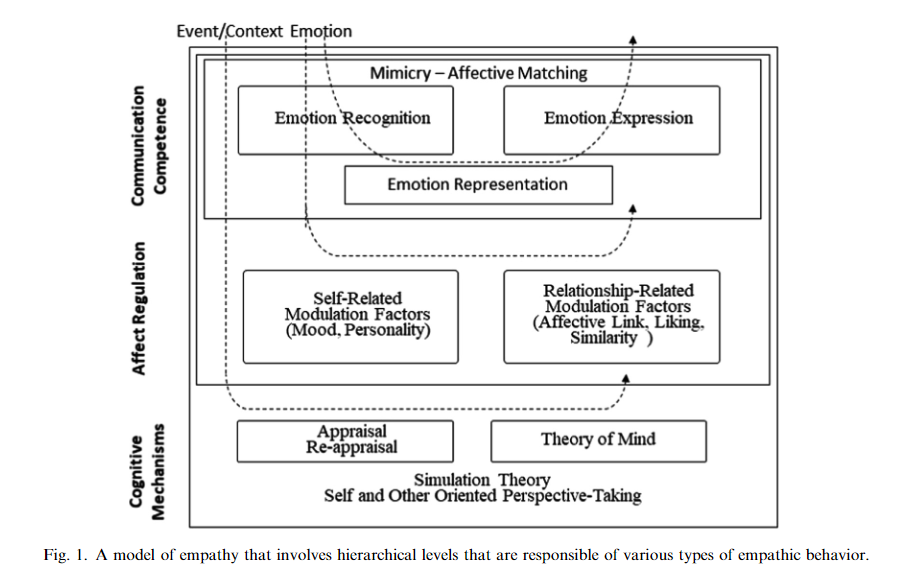 Event/Context Emotion
Mimicry – Affective Matching
Communication
Competence
Emotion Recognition
Emotion Expression
Emotion Representation
Affect Regulation
Self-Related
Modulation Factors
(Mood, Personality)
Relationship-Related
Modulation Factors
(Affective Link, Liking,
Similarity )
Cognitive
Mechanisms
Appraisal
Re-appraisal
Theory of Mind
Simulation Theory
Self and Other Oriented Perspective-Taking
Fig. 1. A model of empathy that involves hierarchical levels that are responsible of various types of empathic behavior.